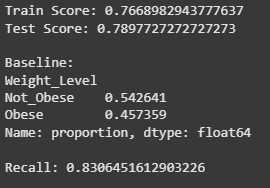 Train Score: 0.7668982943777637
Test Score: 0.7897727272727273
Baseline:
Weight_Level
Not_Obese    0.542641
Obese        0.457359
Name: proportion, dtype: float64
Recall: 0.8306451612903226